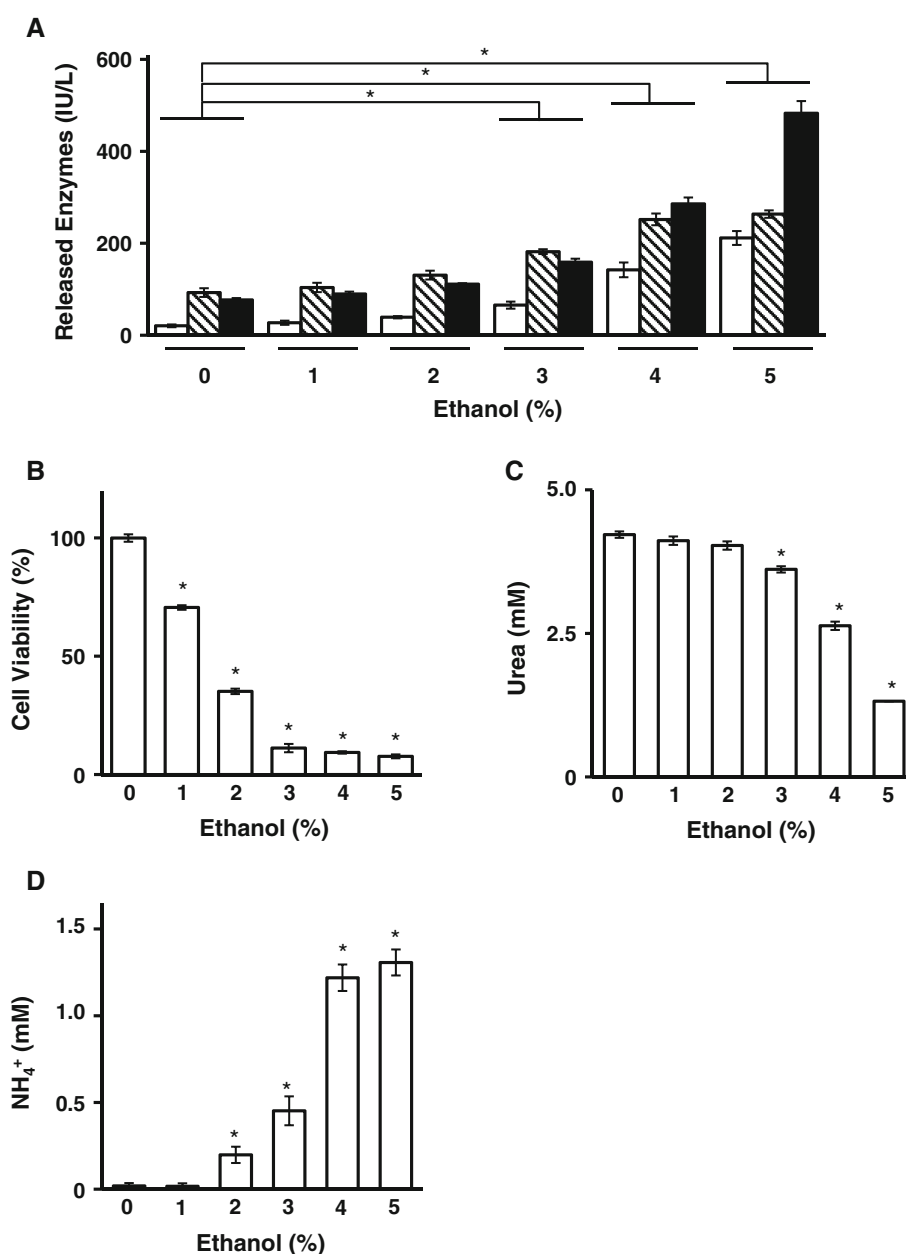 A
Released Enzymes (IU/L)
600
400
200
0
*
*
*
0 1 2 3 4 5
Ethanol (%)
B
Cell Viability (%)
100
50
0
*
*
*
*
*
0 1 2 3 4 5
Ethanol (%)
C
Urea (mM)
5.0
2.5
0
*
*
*
0 1 2 3 4 5
Ethanol (%)
D
NH₄⁺ (mM)
1.5
1.0
0.5
0
*
*
*
*
0 1 2 3 4 5
Ethanol (%)